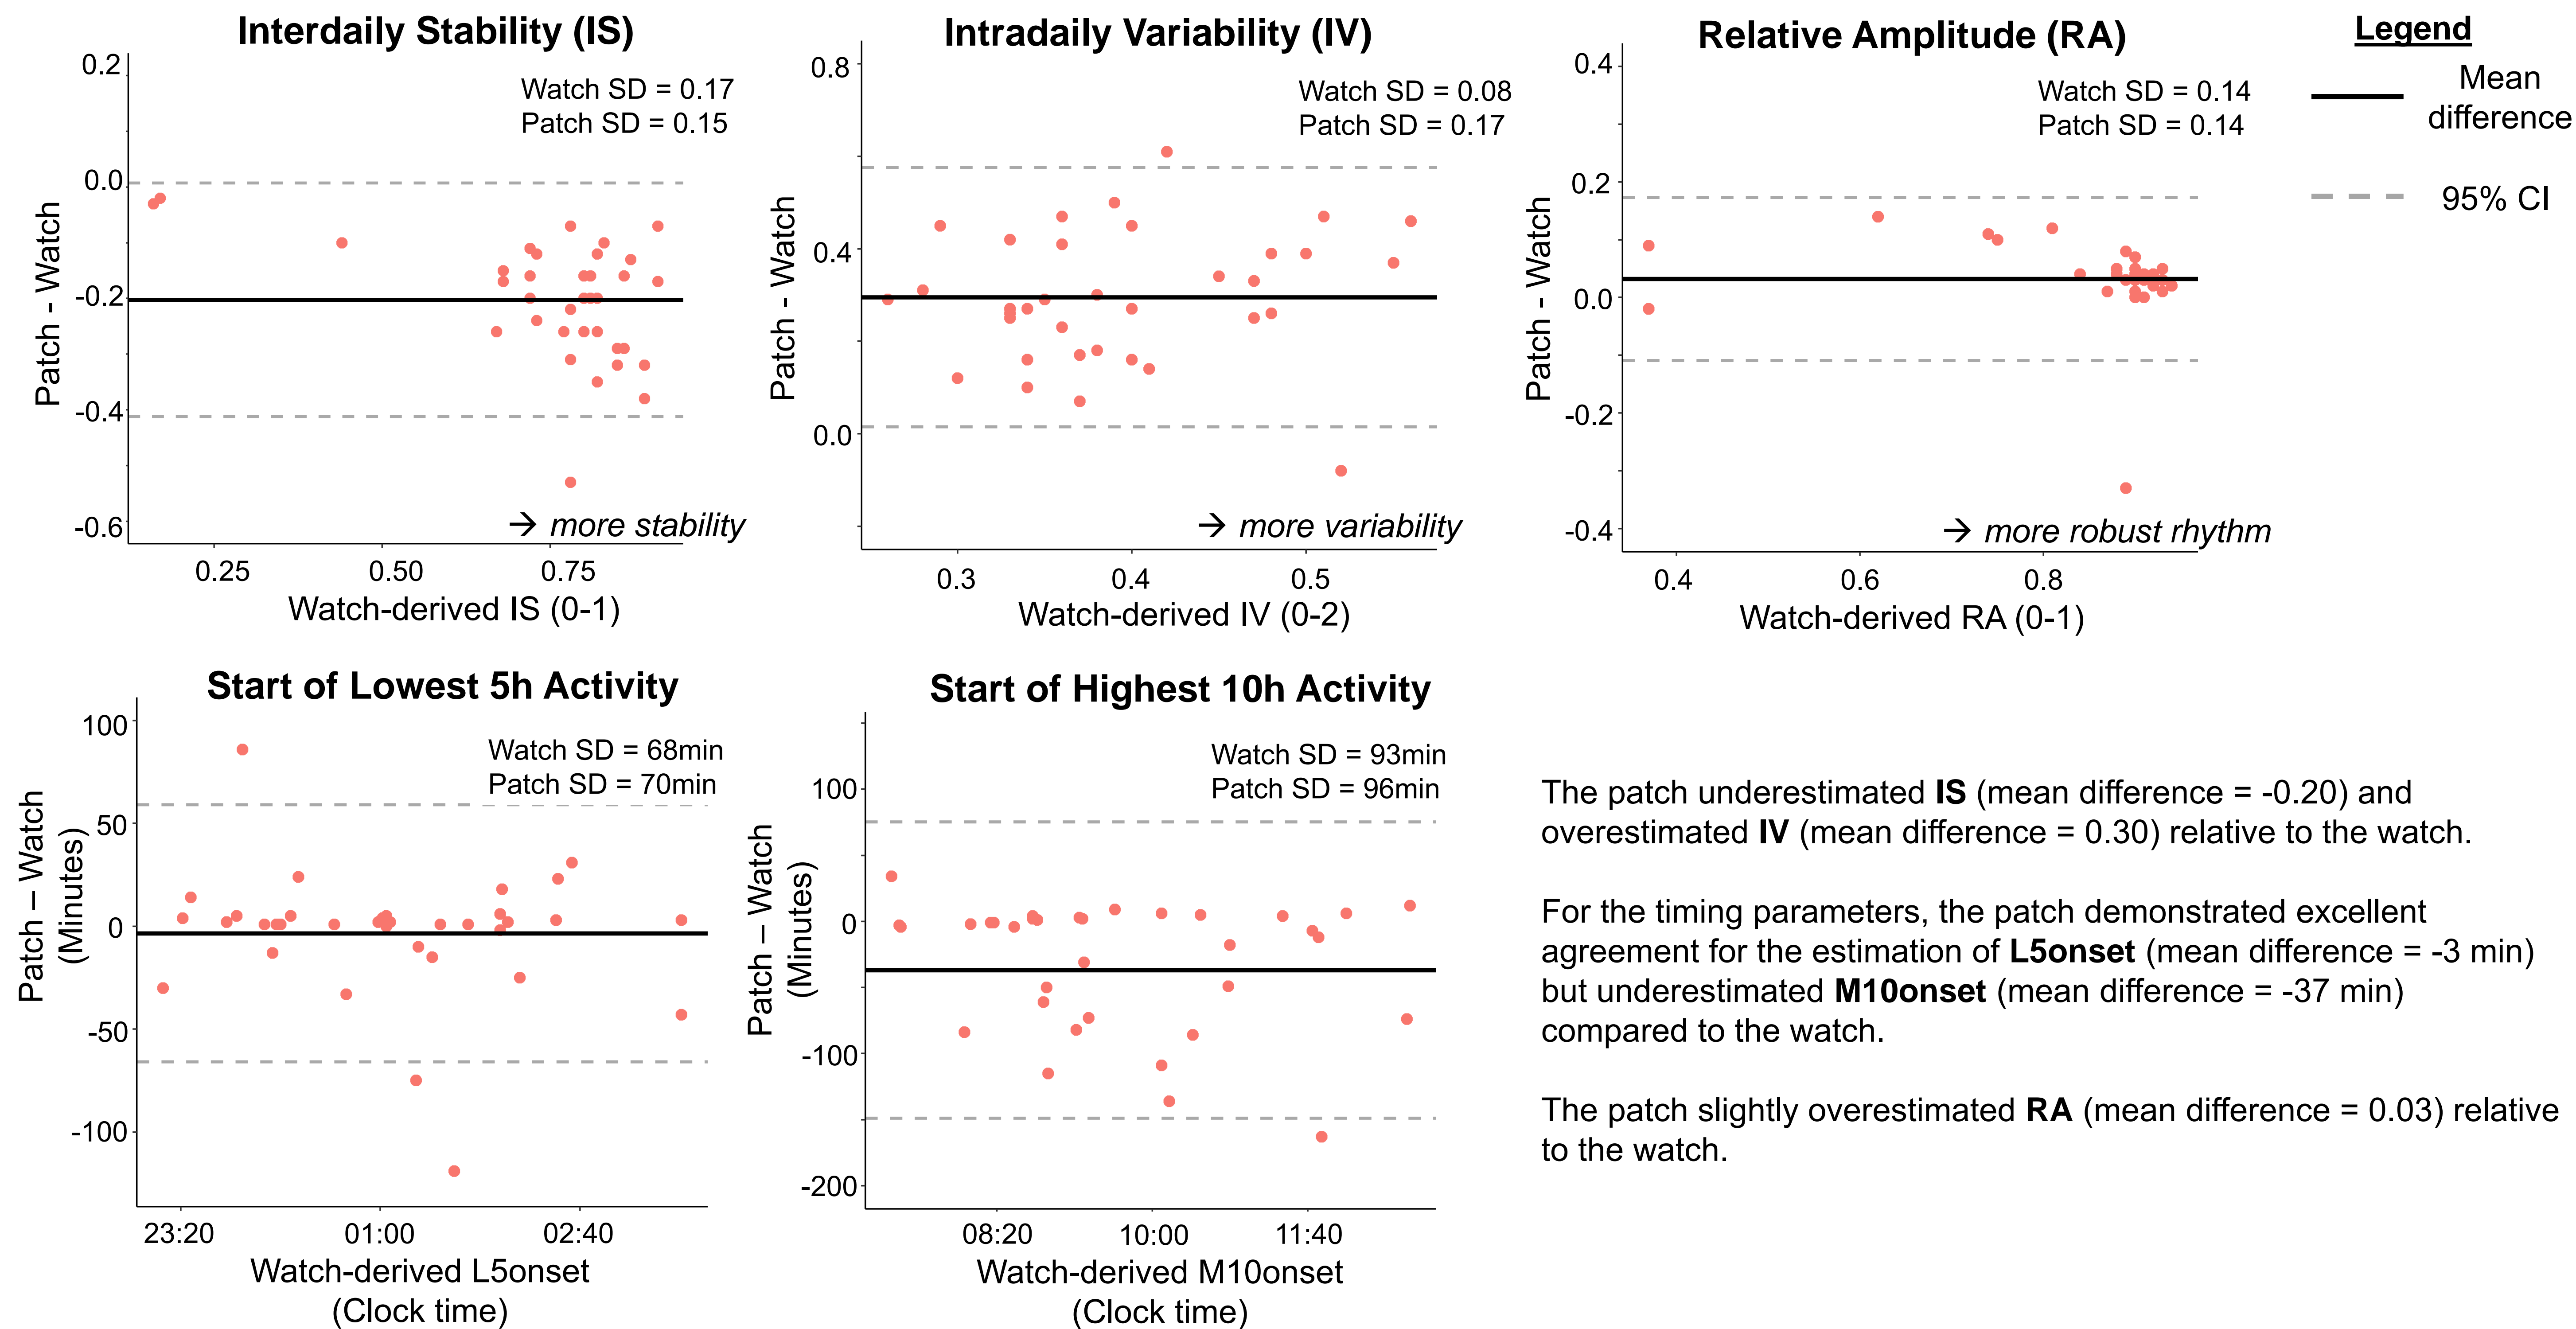 Interdaily Stability (IS)
Watch SD = 0.17
Patch SD = 0.15
0.2
0.0
-0.2
-0.4
-0.6
Patch - Watch
→ more stability
0.25 0.50 0.75
Watch-derived IS (0-1)
Intradaily Variability (IV)
Watch SD = 0.08
Patch SD = 0.17
0.8
0.4
0.0
Patch - Watch
→ more variability
0.3 0.4 0.5
Watch-derived IV (0-2)
Relative Amplitude (RA)
Watch SD = 0.14
Patch SD = 0.14
0.4
0.2
0.0
-0.2
-0.4
Patch - Watch
→ more robust rhythm
0.4 0.6 0.8
Watch-derived RA (0-1)
Legend
Mean
difference
95% CI
Start of Lowest 5h Activity
Watch SD = 68min
Patch SD = 70min
100
50
0
-50
-100
Patch – Watch
(Minutes)
23:20 01:00 02:40
Watch-derived L5onset
(Clock time)
Start of Highest 10h Activity
Watch SD = 93min
Patch SD = 96min
100
0
-100
-200
Patch – Watch
(Minutes)
08:20 10:00 11:40
Watch-derived M10onset
(Clock time)
The patch underestimated IS (mean difference = -0.20) and
overestimated IV (mean difference = 0.30) relative to the watch.
For the timing parameters, the patch demonstrated excellent
agreement for the estimation of L5onset (mean difference = -3 min)
but underestimated M10onset (mean difference = -37 min)
compared to the watch.
The patch slightly overestimated RA (mean difference = 0.03) relative
to the watch.